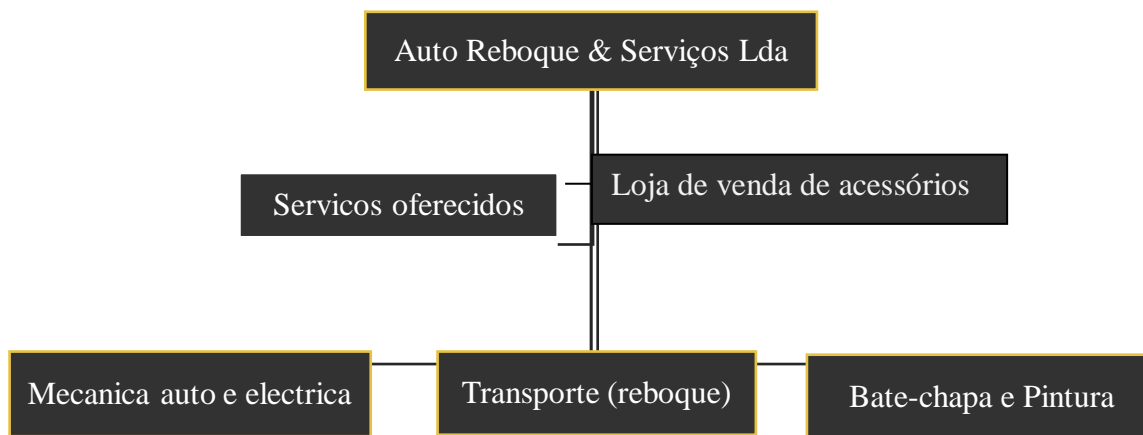 Auto Reboque & Serviços Lda
Loja de venda de acessórios
Servicos oferecidos
Mecanica auto e electrica
Transporte (reboque)
Bate-chapa e Pintura